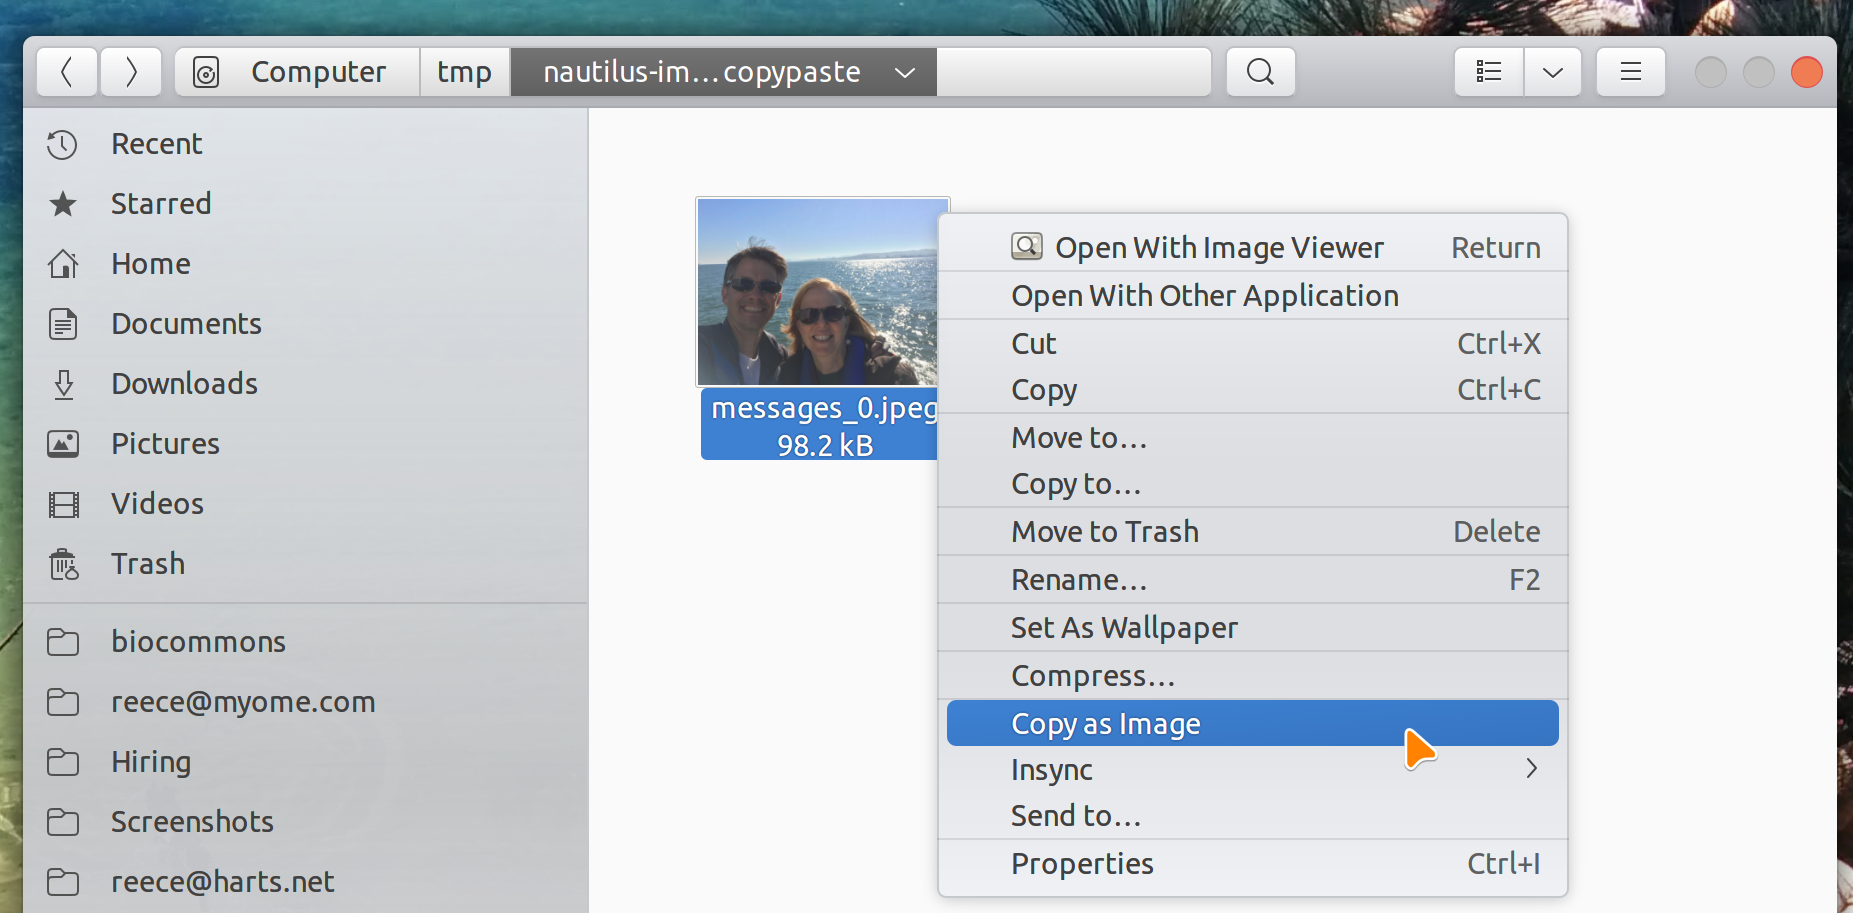 Computer tmp nautilus-im...copypaste
Recent
Starred
Home
Documents
Downloads
Pictures
Videos
Trash
biocommons
reece@myome.com
Hiring
Screenshots
reece@harts.net
messages_0.jpeg
98.2 kB
Open With Image Viewer Return
Open With Other Application
Cut Ctrl+X
Copy Ctrl+C
Move to...
Copy to...
Move to Trash Delete
Rename... F2
Set As Wallpaper
Compress...
Copy as Image
Insync
Send to...
Properties Ctrl+I